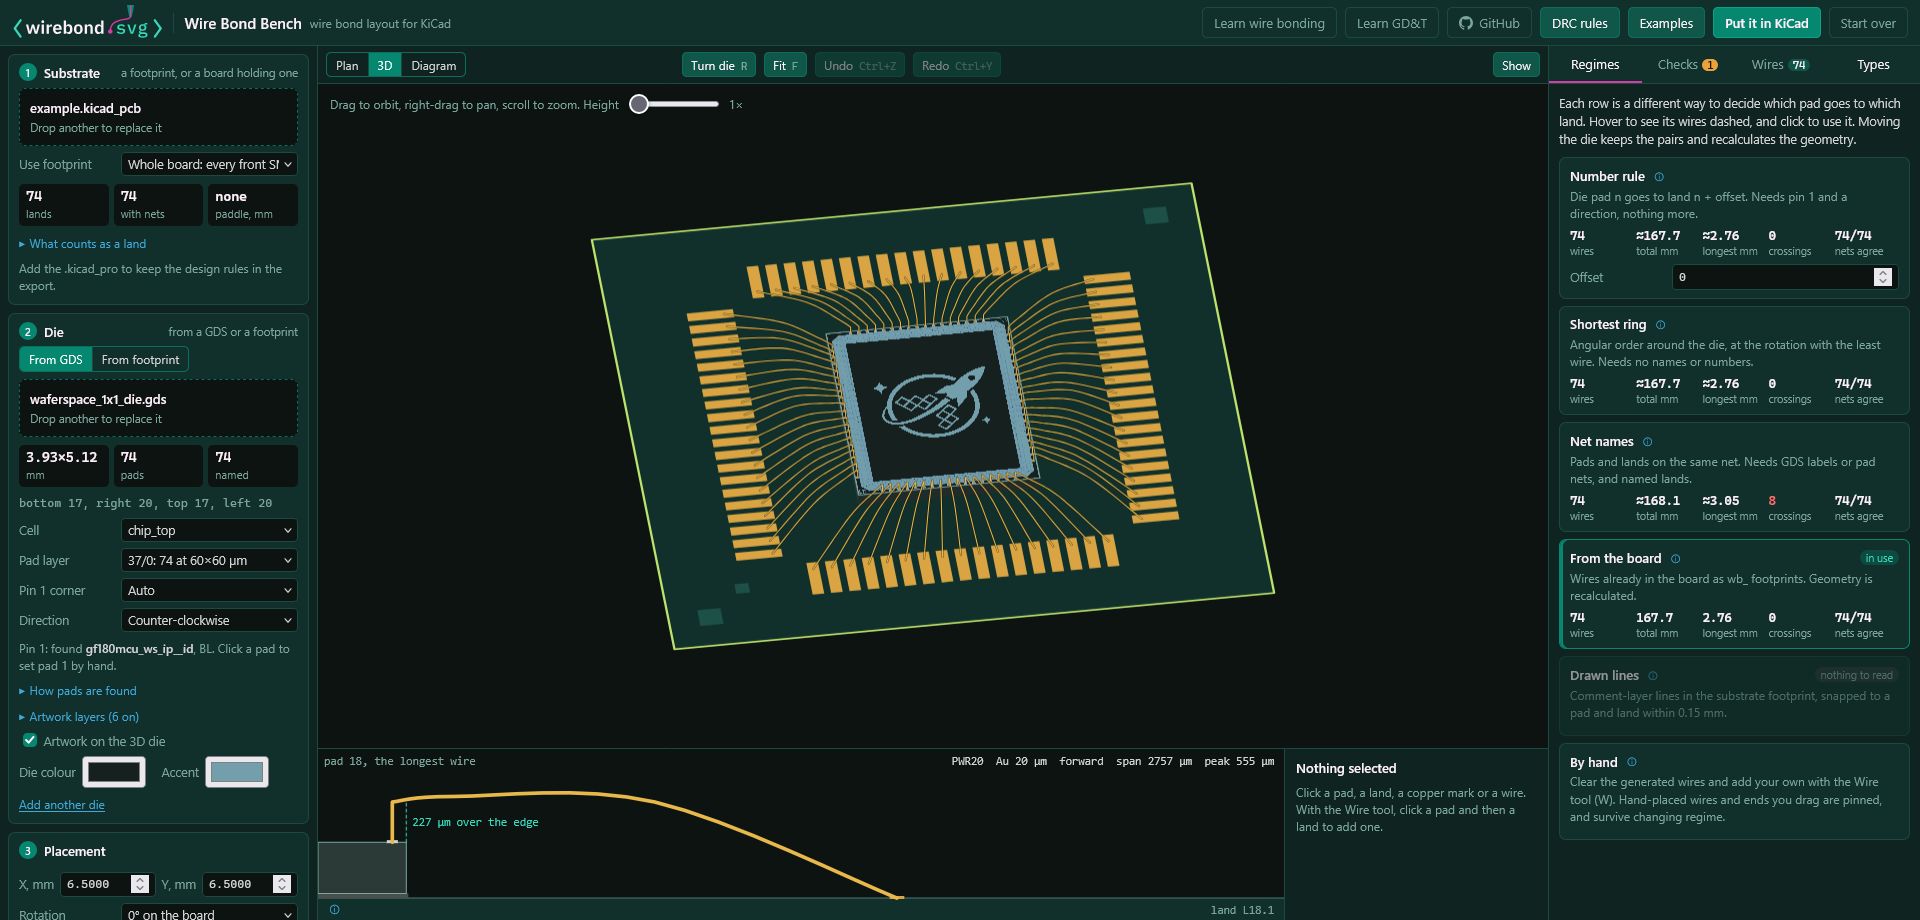 wirebond.svg
Wire Bond Bench wire bond layout for KiCad
Learn wire bonding
Learn GD&T
GitHub
DRC rules
Examples
Put it in KiCad
Start over
1 Substrate a footprint, or a board holding one
example.kicad_pcb
Drop another to replace it
Use footprint Whole board: every front S
74 74 none
lands with nets paddle, mm
What counts as a land
Add the .kicad_pro to keep the design rules in the
export.
2 Die from a GDS or a footprint
From GDS From footprint
waferspace_1x1_die.gds
Drop another to replace it
3.93×5.12 74 74
mm pads named
bottom 17, right 20, top 17, left 20
Cell chip_top
Pad layer 37/0: 74 at 60×60 µm
Pin 1 corner Auto
Direction Counter-clockwise
Pin 1: found gf180mcu_ws_ip__id, BL. Click a pad to
set pad 1 by hand.
How pads are found
Artwork layers (6 on)
Artwork on the 3D die
Die colour Accent
Add another die
3 Placement
X, mm 6.5000 Y, mm 6.5000
Rotation 0° on the board
Plan 3D Diagram
Turn die R
Fit F
Undo Ctrl+Z
Redo Ctrl+Y
Show
Drag to orbit, right-drag to pan, scroll to zoom. Height 1×
pad 18, the longest wire PWR20 Au 20 µm forward span 2757 µm peak 555 µm
227 µm over the edge
land L18.1
Nothing selected
Click a pad, a land, a copper mark or a wire.
With the Wire tool, click a pad and then a
land to add one.
Regimes Checks 1 Wires 74 Types
Each row is a different way to decide which pad goes to which
land. Hover to see its wires dashed, and click to use it. Moving
the die keeps the pairs and recalculates the geometry.
Number rule
Die pad n goes to land n + offset. Needs pin 1 and a
direction, nothing more.
74 ≈167.7 ≈2.76 0 74/74
wires total mm longest mm crossings nets agree
Offset 0
Shortest ring
Angular order around the die, at the rotation with the least
wire. Needs no names or numbers.
74 ≈167.7 ≈2.76 0 74/74
wires total mm longest mm crossings nets agree
Net names
Pads and lands on the same net. Needs GDS labels or pad
nets, and named lands.
74 ≈168.1 ≈3.05 8 74/74
wires total mm longest mm crossings nets agree
From the board in use
Wires already in the board as wb_ footprints. Geometry is
recalculated.
74 167.7 2.76 0 74/74
wires total mm longest mm crossings nets agree
Drawn lines nothing to read
Comment-layer lines in the substrate footprint, snapped to a
pad and land within 0.15 mm.
By hand
Clear the generated wires and add your own with the Wire
tool (W). Hand-placed wires and ends you drag are pinned,
and survive changing regime.